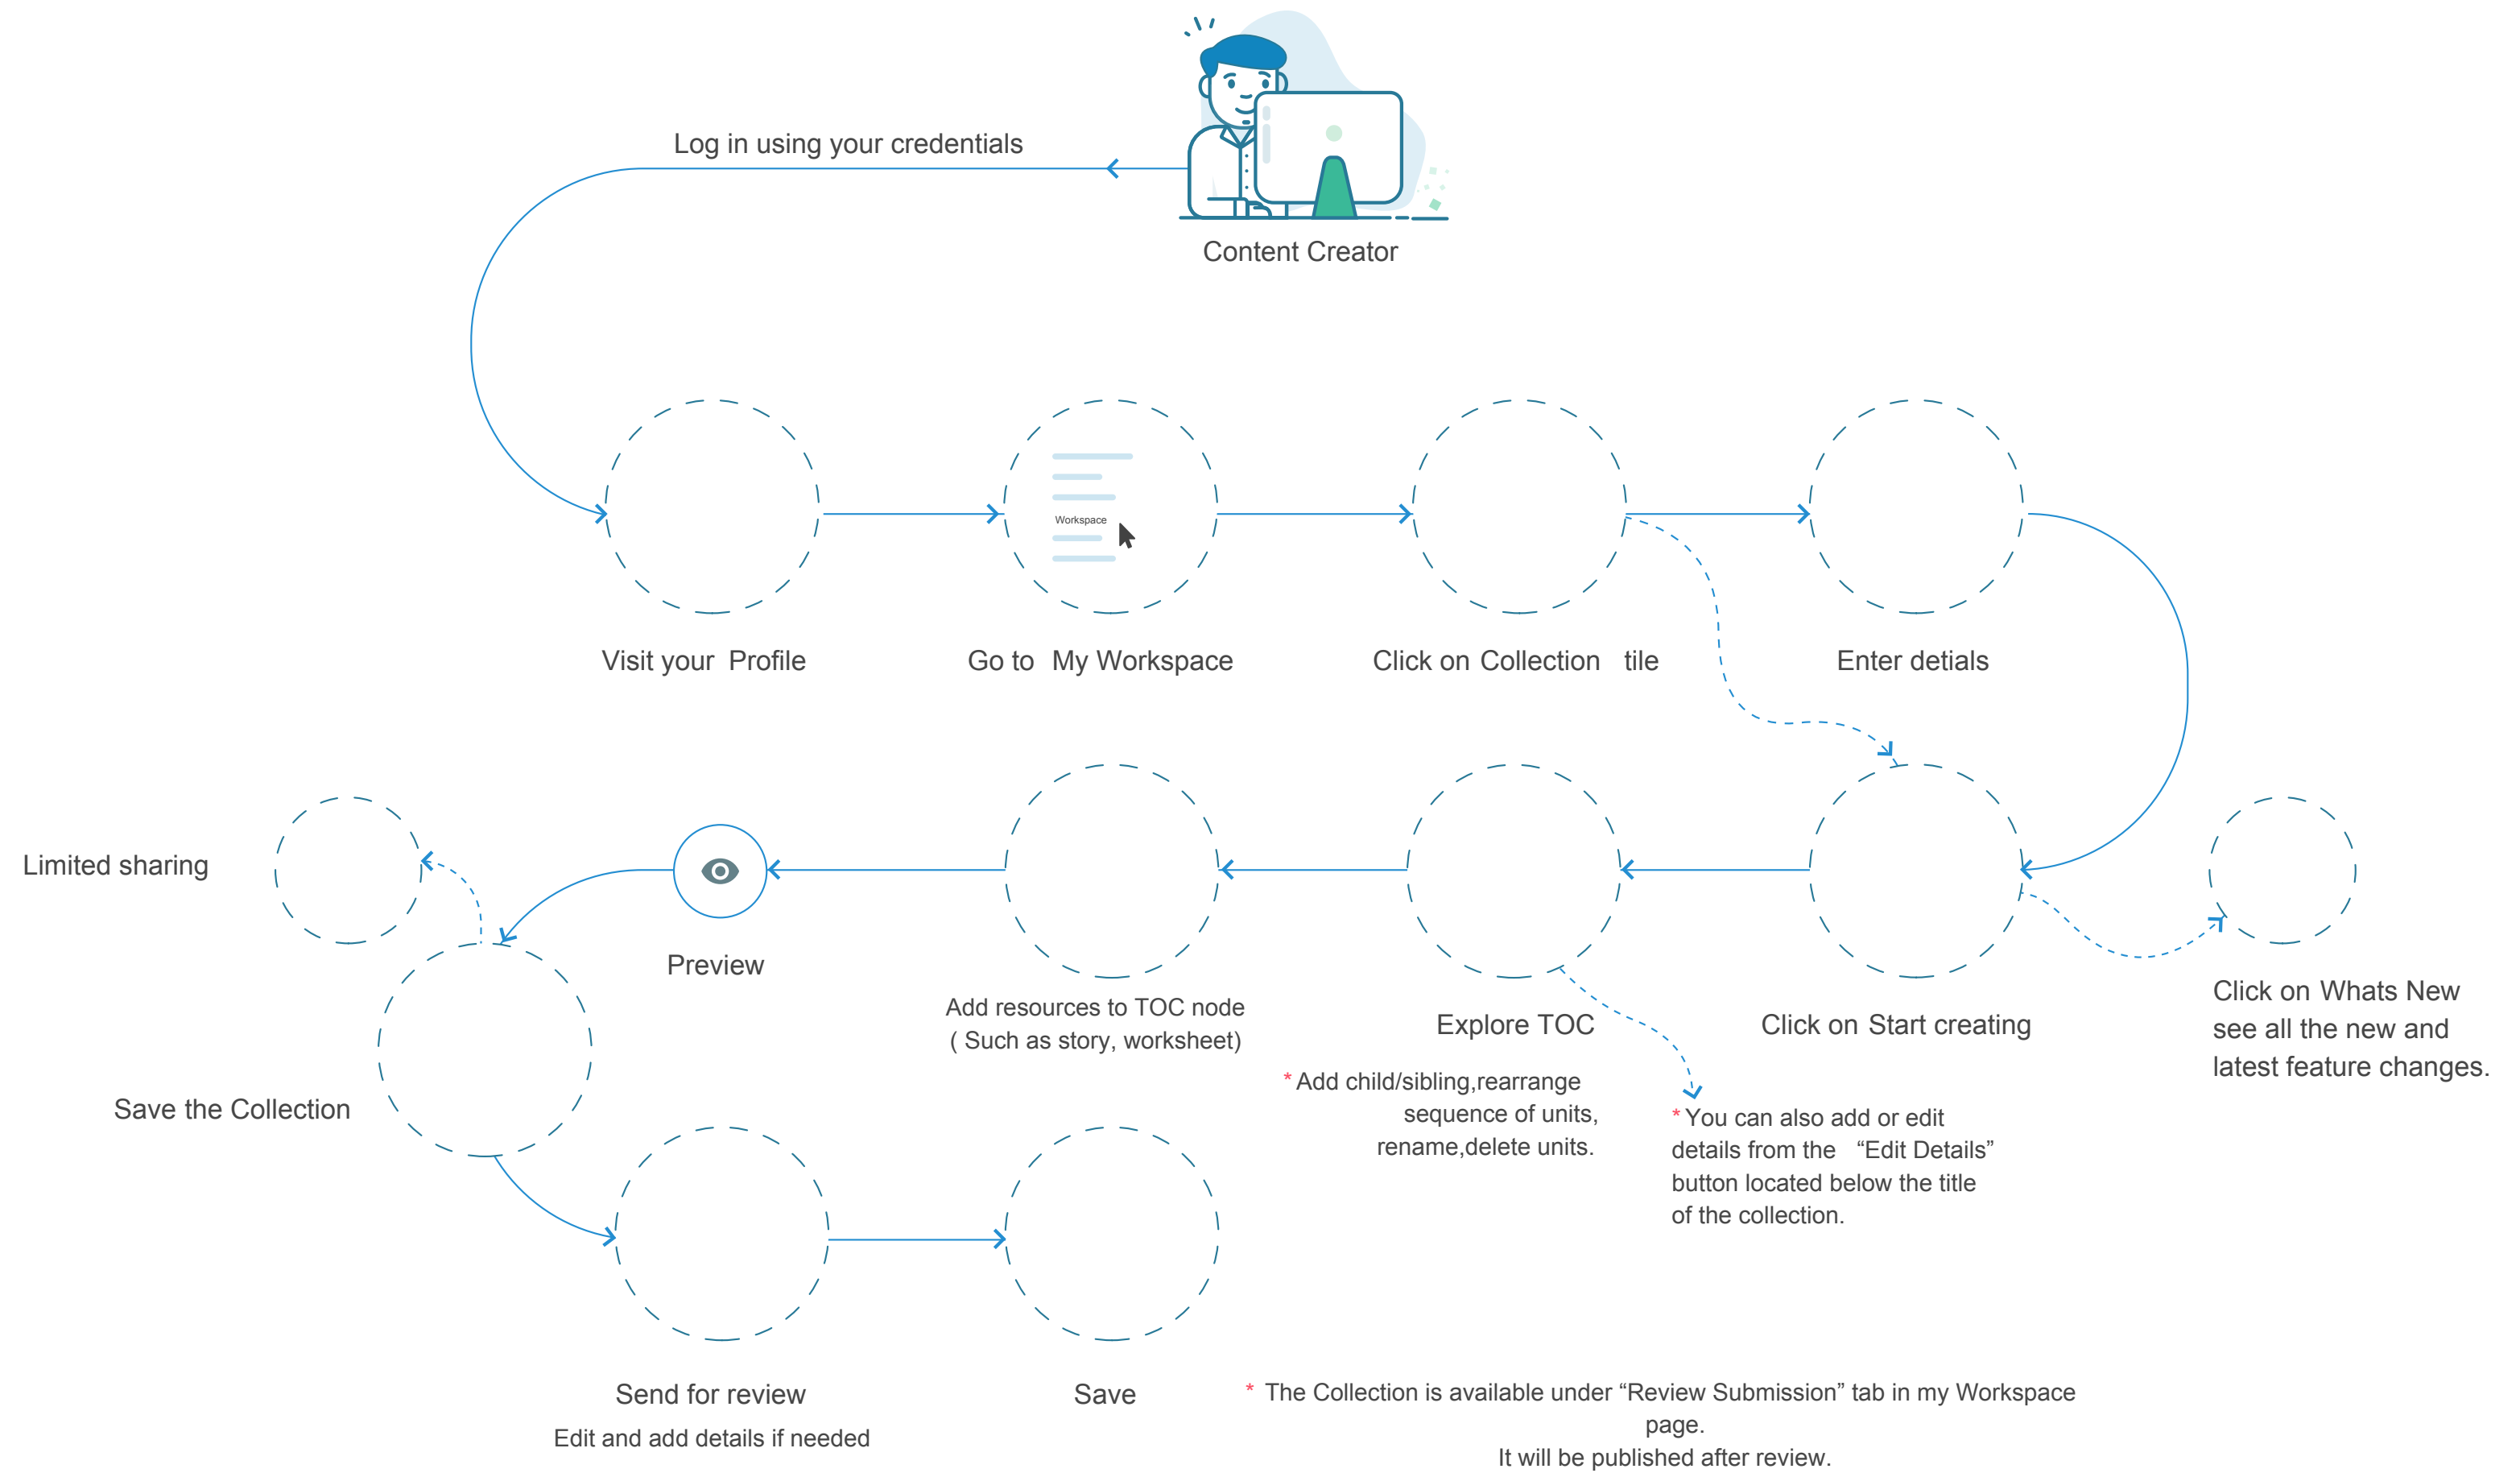 Log in using your credentials
Content Creator
Workspace
Visit your Profile
Go to My Workspace
Click on Collection tile
Enter detials
Limited sharing
Preview
Add resources to TOC node
( Such as story, worksheet)
Explore TOC
* Add child/sibling,rearrange
sequence of units,
rename,delete units.
Click on Start creating
Click on Whats New
see all the new and
latest feature changes.
* You can also add or edit
details from the “Edit Details”
button located below the title
of the collection.
Save the Collection
Send for review
Edit and add details if needed
Save
* The Collection is available under “Review Submission” tab in my Workspace
page.
It will be published after review.